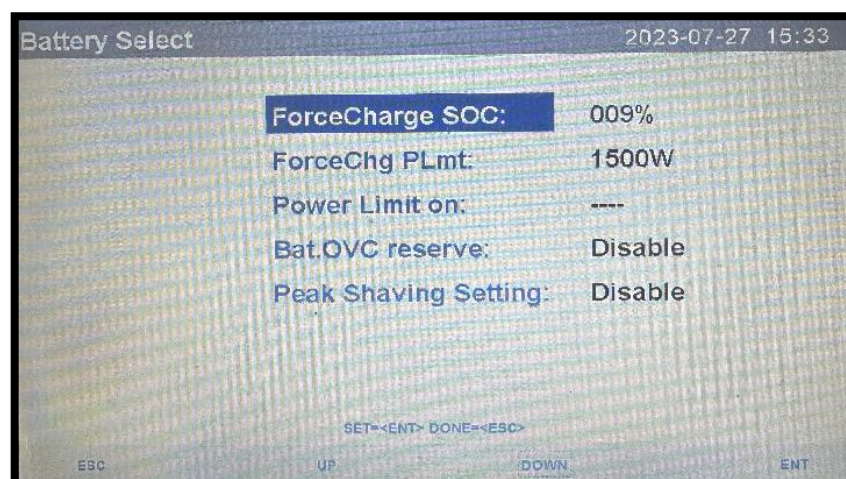 Battery Select 2023-07-27 15:33
ForceCharge SOC: 009%
ForceChg PLmt: 1500W
Power Limit on: ----
Bat.OVC reserve: Disable
Peak Shaving Setting: Disable
SET=<ENT> DONE=<ESC>
ESC UP DOWN ENT